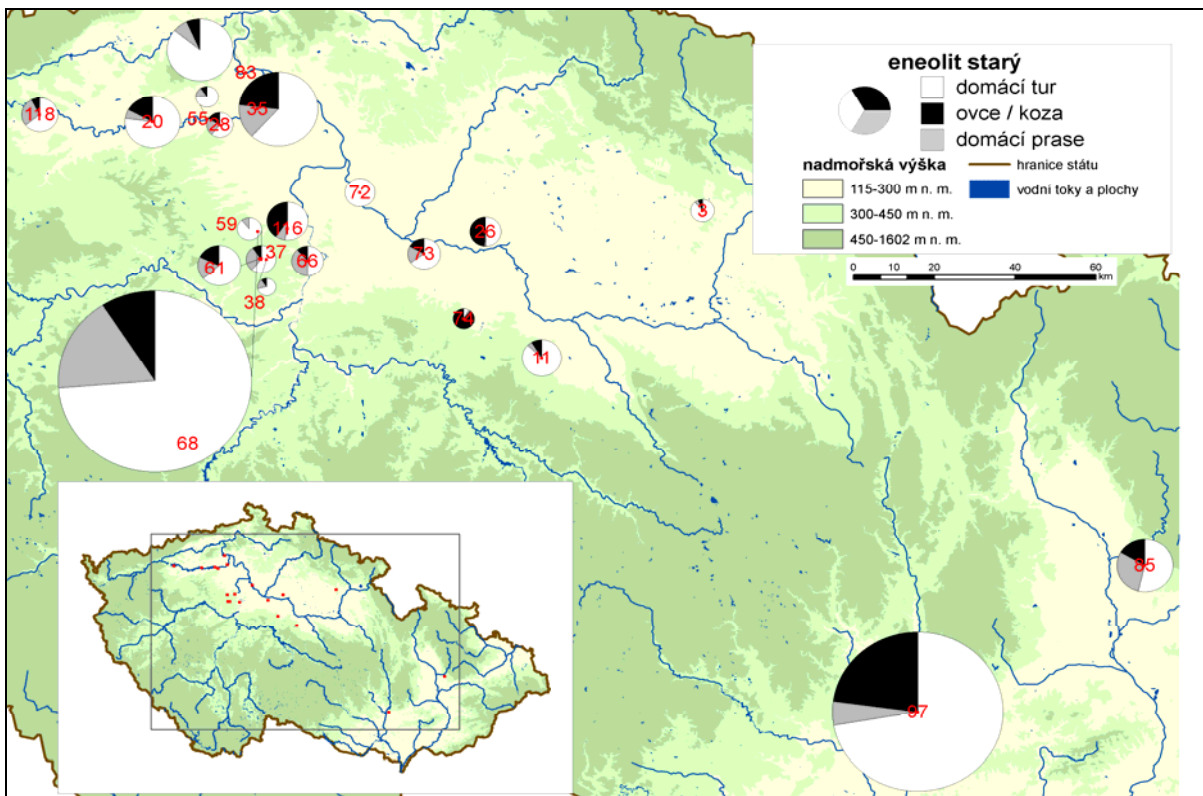 eneolit starý
domácí tur
ovce / koza
domácí prase
nadmořská výška
hranice státu
115-300 m n. m.
vodní toky a plochy
300-450 m n. m.
450-1602 m n. m.
0 10 20 40 60
km
83
118
20
55
28
35
72
3
59
116
26
73
61
37
66
38
74
11
68
85
97